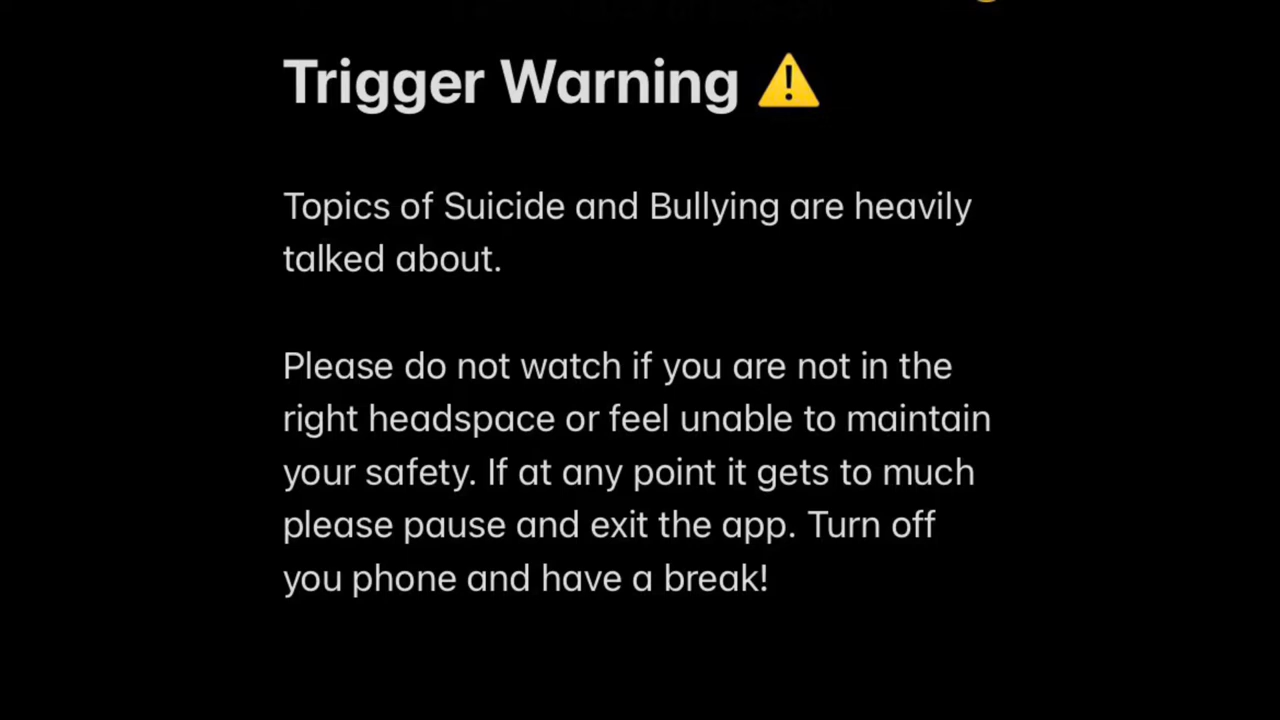 Trigger Warning ⚠️
Topics of Suicide and Bullying are heavily
talked about.
Please do not watch if you are not in the
right headspace or feel unable to maintain
your safety. If at any point it gets to much
please pause and exit the app. Turn off
you phone and have a break!